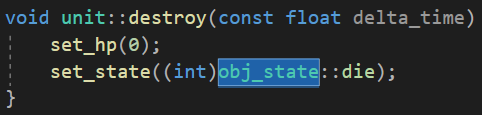 void unit::destroy(const float delta_time)
set_hp(0);
set_state((int)obj_state::die);
}